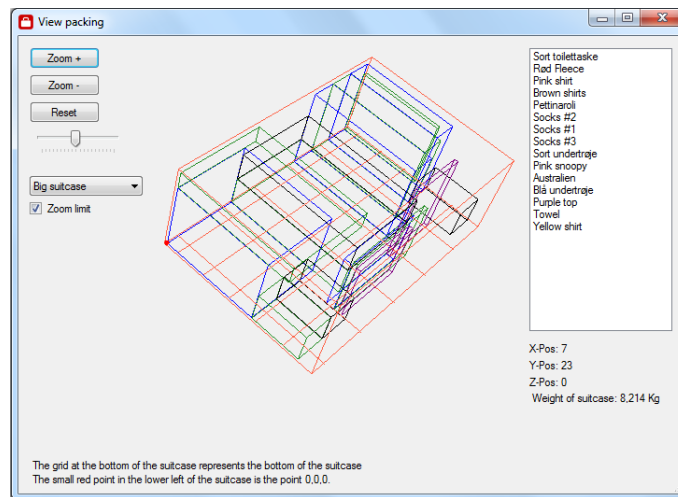 View packing
Zoom +
Zoom -
Reset
Big suitcase
Zoom limit
Sort toilettaske
Rød Fleece
Pink shirt
Brown shirts
Pettinaroli
Socks #2
Socks #1
Socks #3
Sort undertrøje
Pink snoopy
Australien
Blå undertrøje
Purple top
Towel
Yellow shirt
X-Pos: 7
Y-Pos: 23
Z-Pos: 0
Weight of suitcase: 8,214 Kg
The grid at the bottom of the suitcase represents the bottom of the suitcase
The small red point in the lower left of the suitcase is the point 0,0,0.